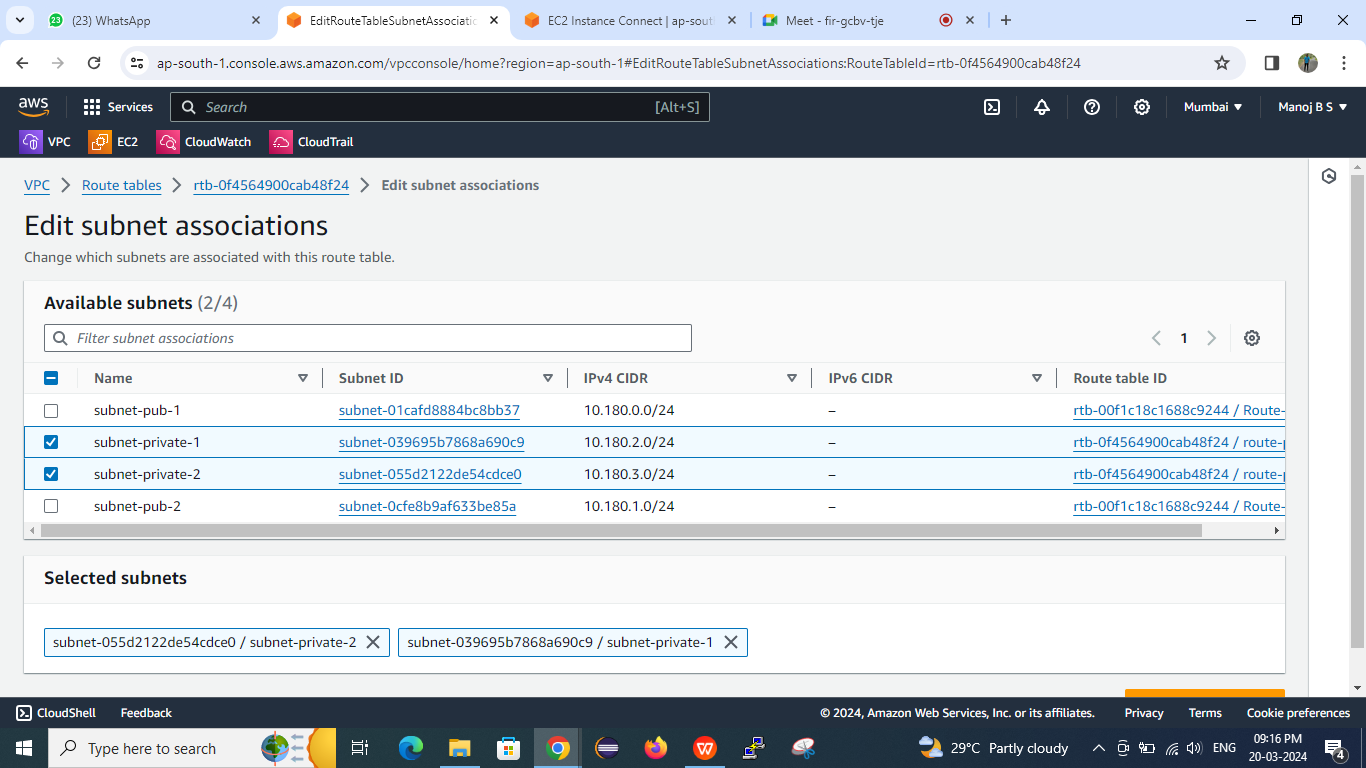 (23) WhatsApp
EditRouteTableSubnetAssociatio
EC2 Instance Connect | ap-sout
Meet - fir-gcbv-tje
ap-south-1.console.aws.amazon.com/vpcconsole/home?region=ap-south-1#EditRouteTableSubnetAssociations:RouteTableId=rtb-0f4564900cab48f24
aws Services Search [Alt+S] Mumbai Manoj B S
VPC EC2 CloudWatch CloudTrail
VPC Route tables rtb-0f4564900cab48f24 Edit subnet associations
Edit subnet associations
Change which subnets are associated with this route table.
Available subnets (2/4)
Filter subnet associations 1
Name Subnet ID IPv4 CIDR IPv6 CIDR Route table ID
subnet-pub-1 subnet-01cafd8884bc8bb37 10.180.0.0/24 – rtb-00f1c18c1688c9244 / Route-
subnet-private-1 subnet-039695b7868a690c9 10.180.2.0/24 – rtb-0f4564900cab48f24 / route-p
subnet-private-2 subnet-055d2122de54cdce0 10.180.3.0/24 – rtb-0f4564900cab48f24 / route-p
subnet-pub-2 subnet-0cfe8b9af633be85a 10.180.1.0/24 – rtb-00f1c18c1688c9244 / Route-
Selected subnets
subnet-055d2122de54cdce0 / subnet-private-2 subnet-039695b7868a690c9 / subnet-private-1
CloudShell Feedback © 2024, Amazon Web Services, Inc. or its affiliates. Privacy Terms Cookie preferences
Type here to search 29°C Partly cloudy ENG 09:16 PM
20-03-2024 4